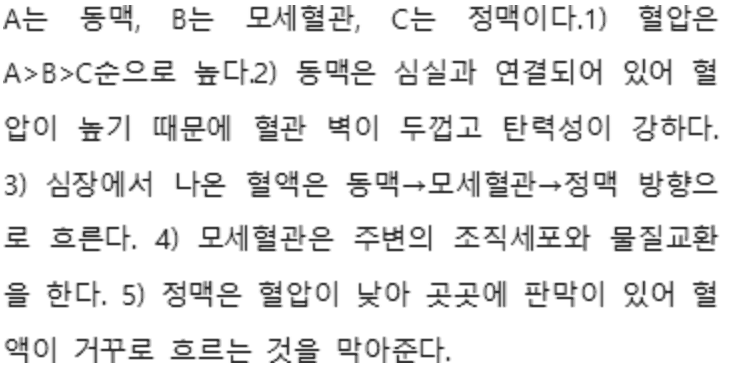 A는 동맥, B는 모세혈관, C는 정맥이다.1) 혈압은
A>B>C순으로 높다.2) 동맥은 심실과 연결되어 있어 혈
압이 높기 때문에 혈관 벽이 두껍고 탄력성이 강하다.
3) 심장에서 나온 혈액은 동맥→모세혈관→정맥 방향으
로 흐른다. 4) 모세혈관은 주변의 조직세포와 물질교환
을 한다. 5) 정맥은 혈압이 낮아 곳곳에 판막이 있어 혈
액이 거꾸로 흐르는 것을 막아준다.